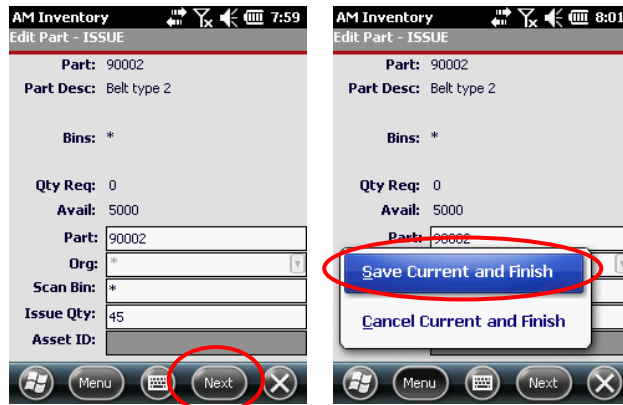 AM Inventory 7:59
Edit Part - ISSUE
Part: 90002
Part Desc: Belt type 2
Bins: *
Qty Req: 0
Avail: 5000
Part: 90002
Org: *
Scan Bin: *
Issue Qty: 45
Asset ID:
Menu Next
AM Inventory 8:01
Edit Part - ISSUE
Part: 90002
Part Desc: Belt type 2
Bins: *
Qty Req: 0
Avail: 5000
Part: 90002
Save Current and Finish
Cancel Current and Finish
Menu Next